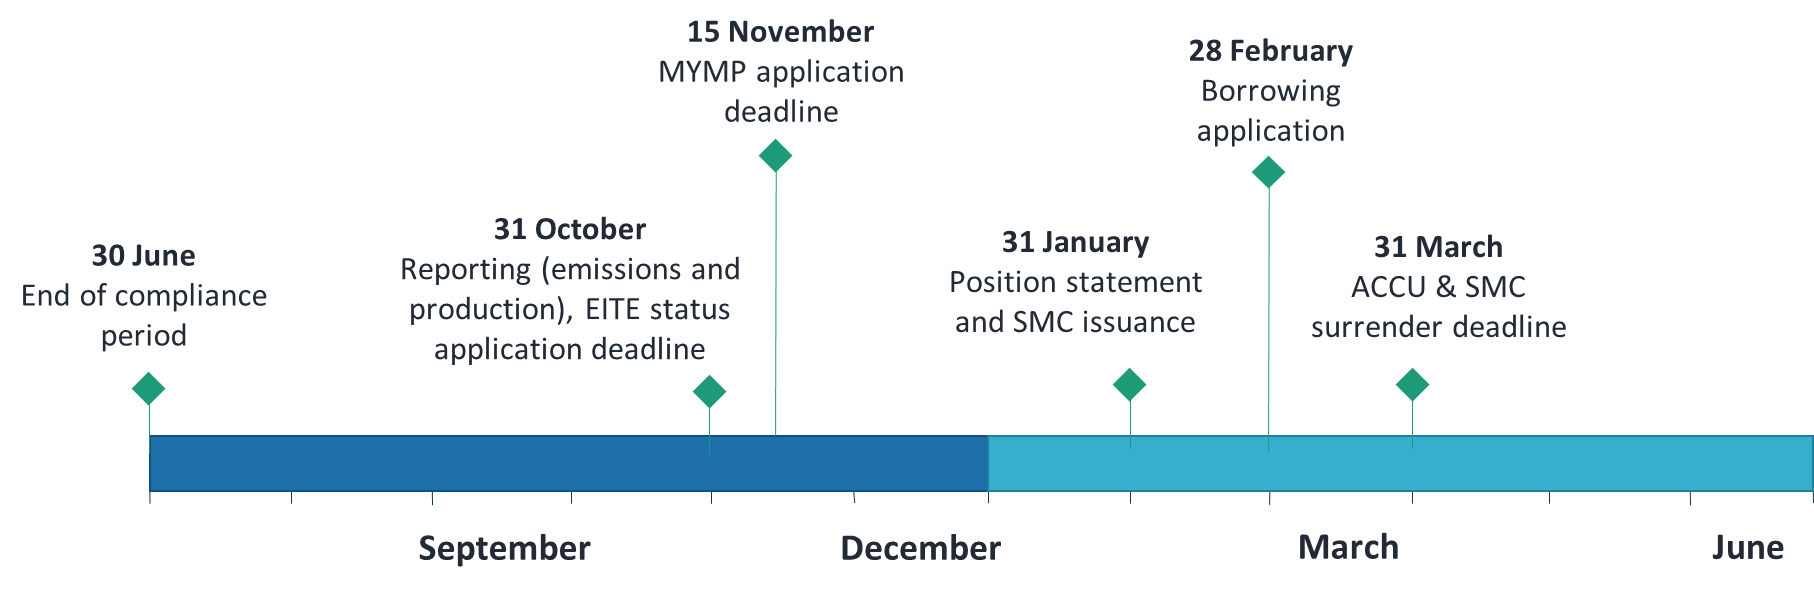 30 June
End of compliance
period
31 October
Reporting (emissions and
production), EITE status
application deadline
15 November
MYMP application
deadline
31 January
Position statement
and SMC issuance
28 February
Borrowing
application
31 March
ACCU & SMC
surrender deadline
September
December
March
June